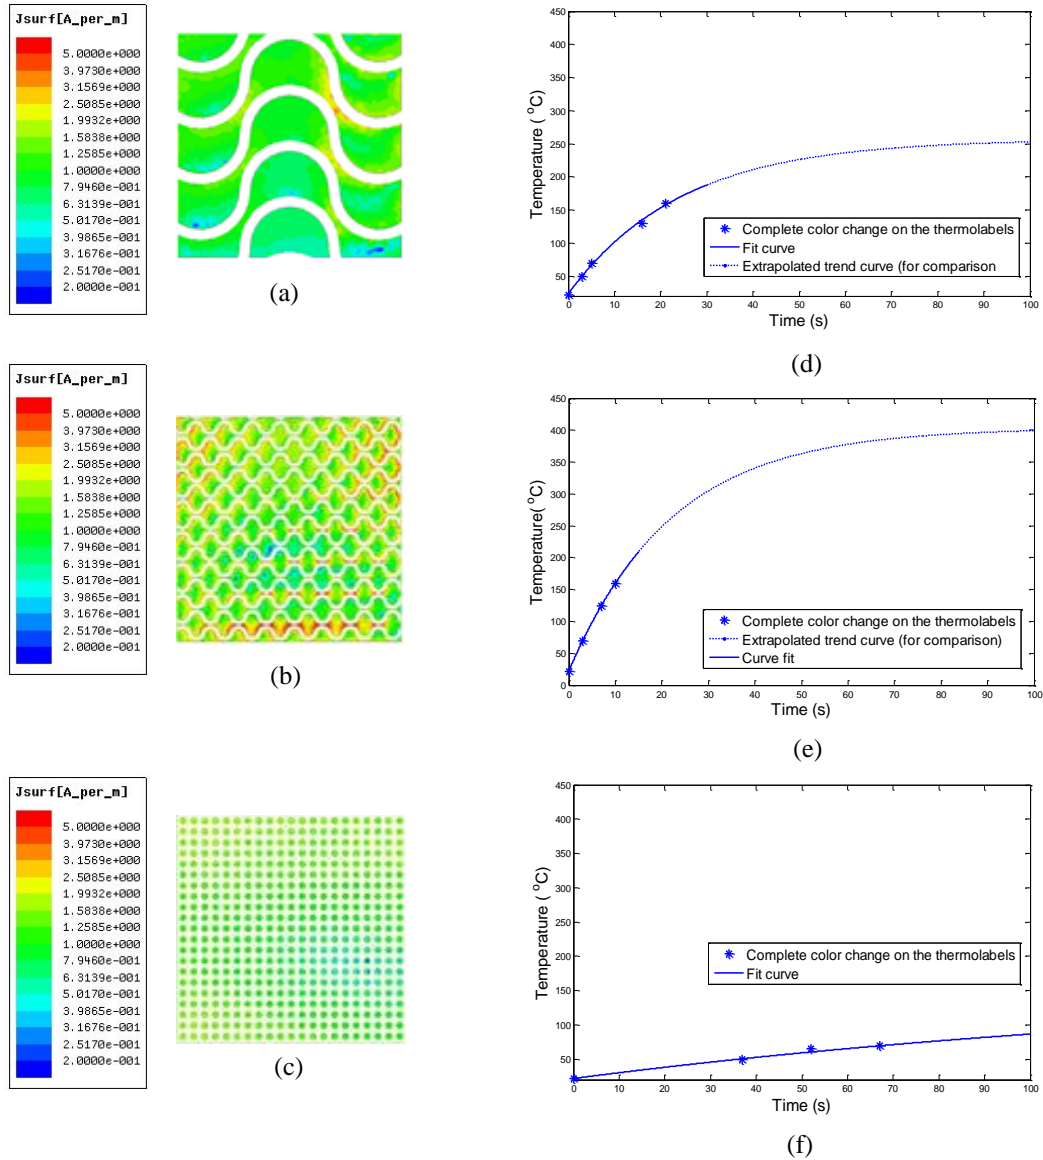 Jsurf[A_per_m]
5.0000e+000
3.9730e+000
3.1569e+000
2.5085e+000
1.9932e+000
1.5838e+000
1.2585e+000
1.0000e+000
7.9460e-001
6.3139e-001
5.0170e-001
3.9865e-001
3.1676e-001
2.5170e-001
2.0000e-001
(a)
450
400
350
300
250
200
150
100
50
Temperature ( °C)
Complete color change on the thermolabels
Fit curve
Extrapolated trend curve (for comparison
0 10 20 30 40 50 60 70 80 90 100
Time (s)
(d)
Jsurf[A_per_m]
5.0000e+000
3.9730e+000
3.1569e+000
2.5085e+000
1.9932e+000
1.5838e+000
1.2585e+000
1.0000e+000
7.9460e-001
6.3139e-001
5.0170e-001
3.9865e-001
3.1676e-001
2.5170e-001
2.0000e-001
(b)
450
400
350
300
250
200
150
100
50
0
Temperature( °C)
Complete color change on the thermolabels
Extrapolated trend curve (for comparison)
Curve fit
0 10 20 30 40 50 60 70 80 90 100
Time (s)
(e)
Jsurf[A_per_m]
5.0000e+000
3.9730e+000
3.1569e+000
2.5085e+000
1.9932e+000
1.5838e+000
1.2585e+000
1.0000e+000
7.9460e-001
6.3139e-001
5.0170e-001
3.9865e-001
3.1676e-001
2.5170e-001
2.0000e-001
(c)
450
400
350
300
250
200
150
100
50
Temperature ( °C)
Complete color change on the thermolabels
Fit curve
0 10 20 30 40 50 60 70 80 90 100
Time (s)
(f)